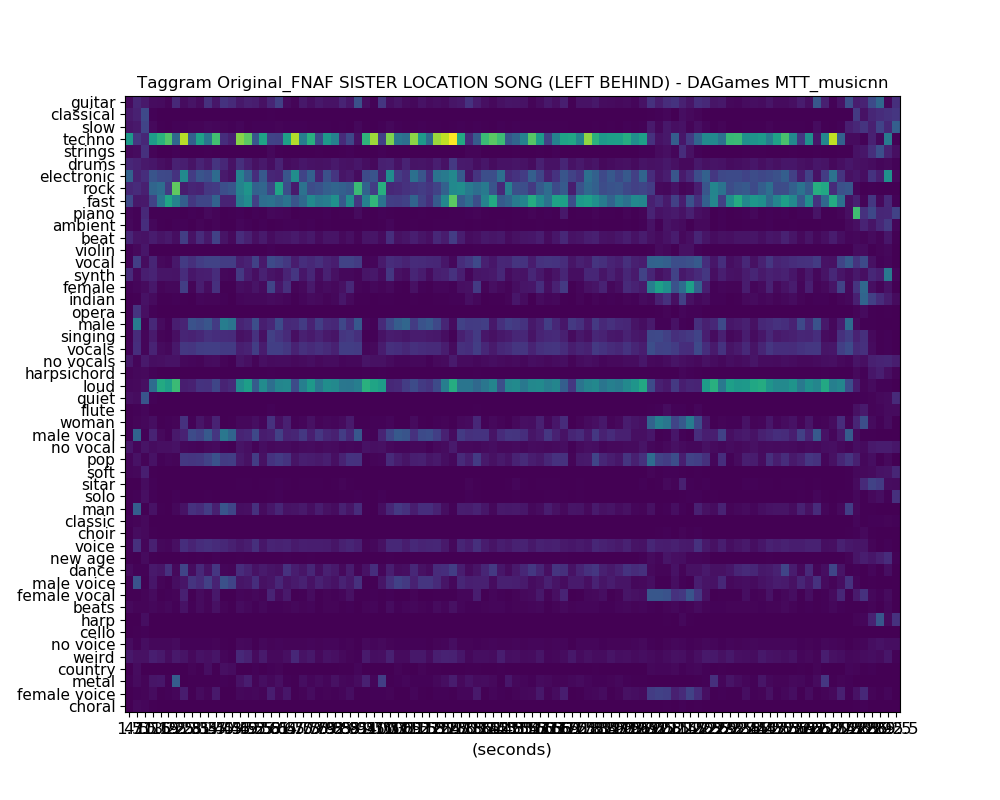 Taggram Original_FNAF SISTER LOCATION SONG (LEFT BEHIND) - DAGames MTT_musicnn
guitar
classical
slow
techno
strings
drums
electronic
rock
fast
piano
ambient
beat
violin
vocal
synth
female
indian
opera
male
singing
vocals
no vocals
harpsichord
loud
quiet
flute
woman
male vocal
no vocal
pop
soft
sitar
solo
man
classic
choir
voice
new age
dance
male voice
female vocal
beats
harp
cello
no voice
weird
country
metal
female voice
choral
(seconds)